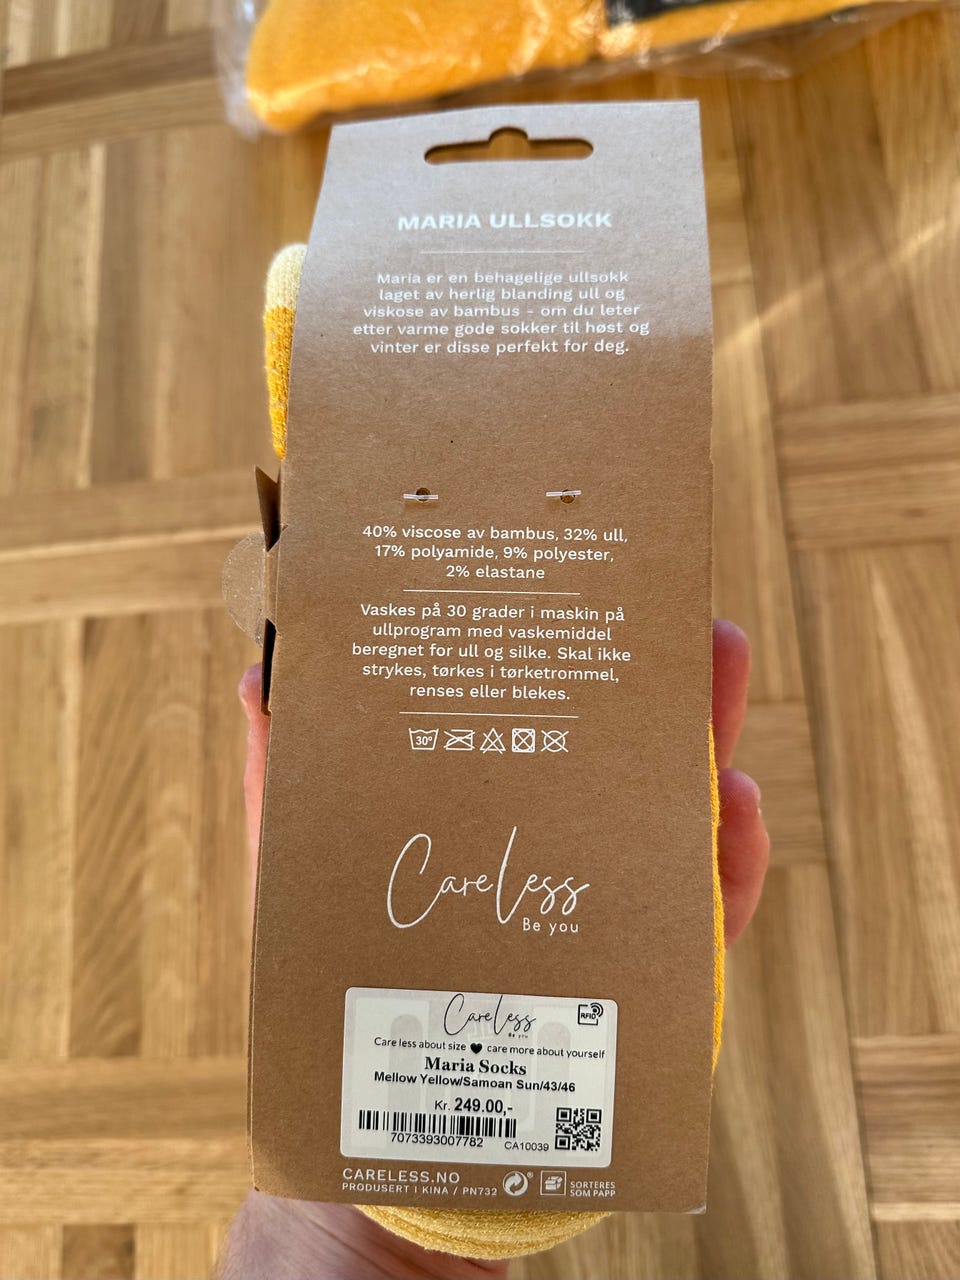 MARIA ULLSOKK
Maria er en behagelige ullsokk
laget av herlig blanding ull og
viskose av bambus - om du leter
etter varme gode sokker til høst og
vinter er disse perfekt for deg.
40% viscose av bambus, 32% ull,
17% polyamide, 9% polyester,
2% elastane
Vaskes på 30 grader i maskin på
ullprogram med vaskemiddel
beregnet for ull og silke. Skal ikke
strykes, tørkes i tørketrommel,
renses eller blekes.
30°
Careless
Be you
Careless
Be you
RFID
Care less about size ♥ care more about yourself
Maria Socks
Mellow Yellow/Samoan Sun/43/46
Kr. 249.00,-
7073393007782 CA10039
CARELESS.NO
PRODUSERT I KINA / PN732
SORTERES
SOM PAPP